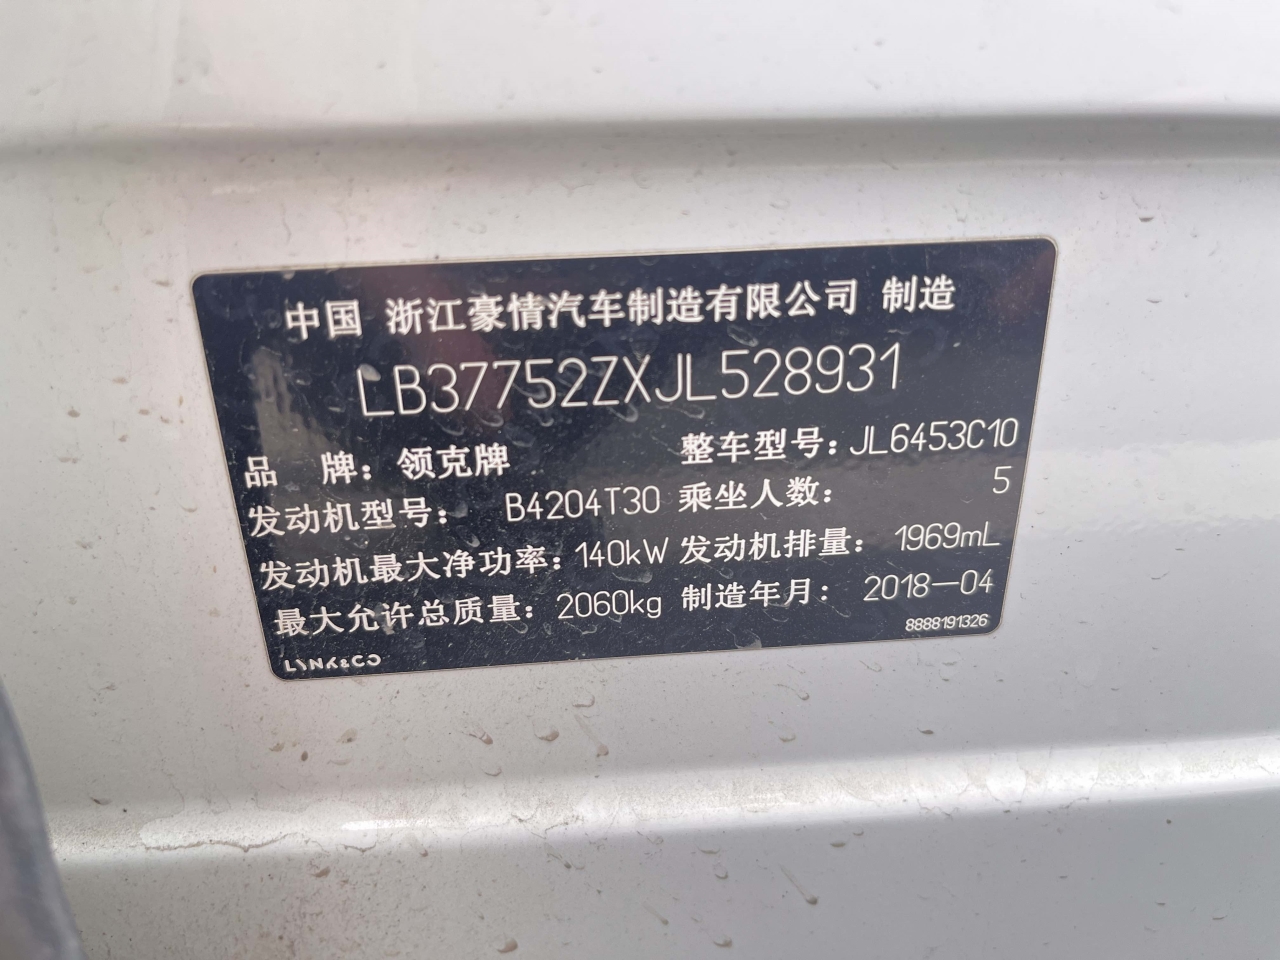 中国 浙江豪情汽车制造有限公司 制造
LB37752ZXJL528931
品 牌：领克牌 整车型号：JL6453C10
发动机型号： B4204T30 乘坐人数： 5
发动机最大净功率：140kW 发动机排量： 1969mL
最大允许总质量： 2060kg 制造年月： 2018-04
8888191326
LYNK&CO